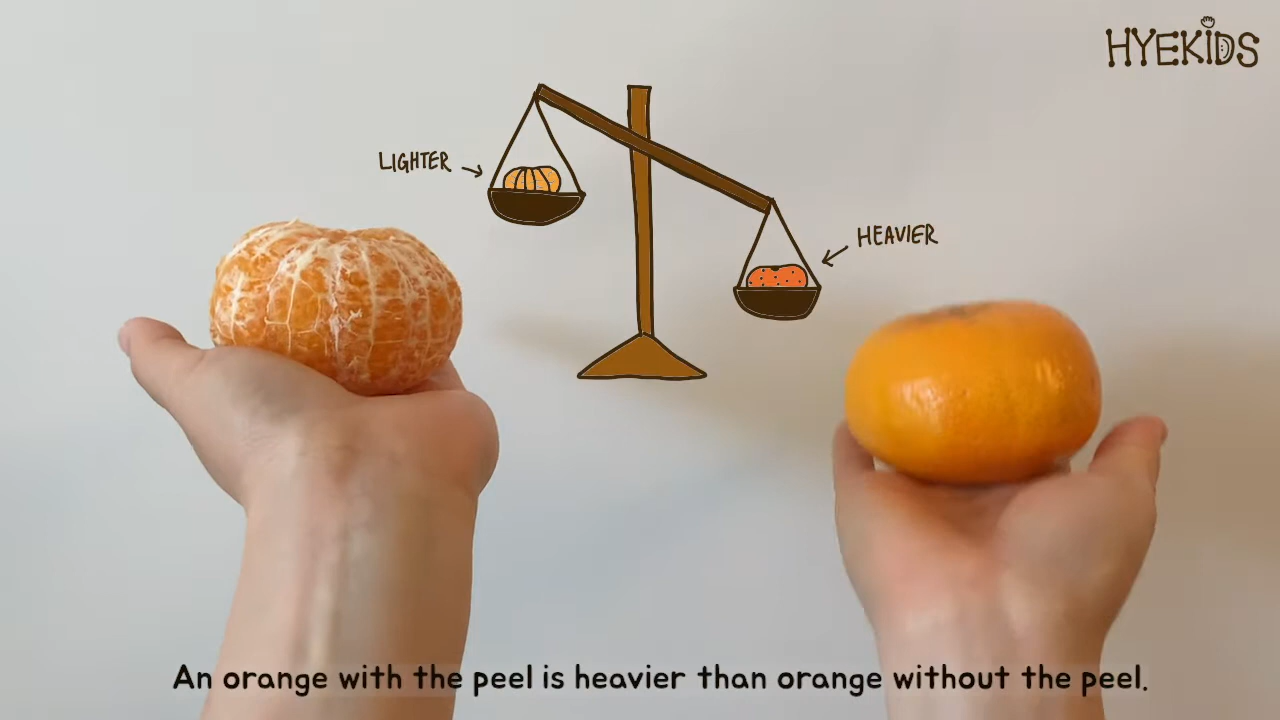 HYEKIDS
LIGHTER
HEAVIER
An orange with the peel is heavier than orange without the peel.